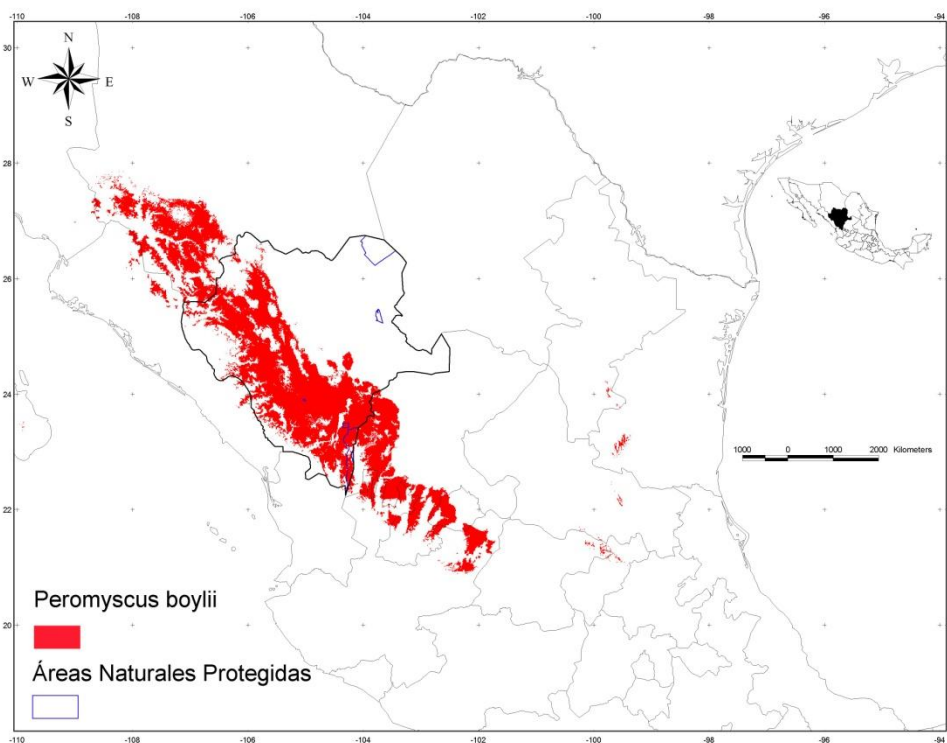 -110 -108 -106 -104 -102 -100 -98 -96 -94
30
28
26
24
22
20
N
W E
S
1000 0 1000 2000 Kilometers
Peromyscus boylii
Áreas Naturales Protegidas
-110 -108 -106 -104 -102 -100 -98 -96 -94